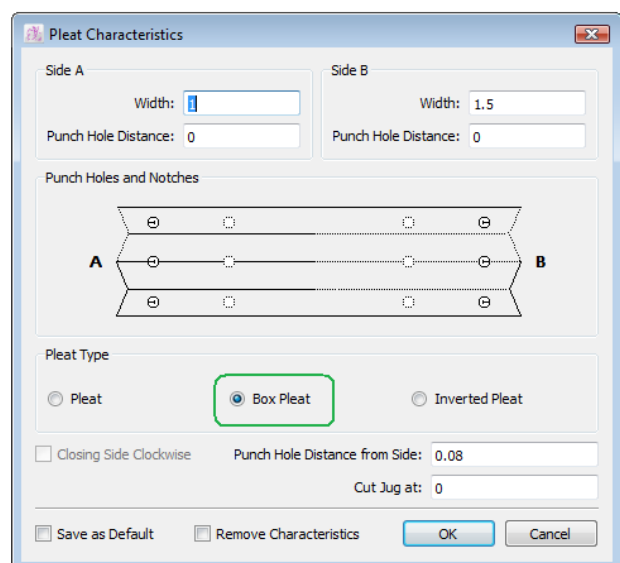 Pleat Characteristics
Side A
Width: 1
Punch Hole Distance: 0
Side B
Width: 1.5
Punch Hole Distance: 0
Punch Holes and Notches
A
B
Pleat Type
Pleat
Box Pleat
Inverted Pleat
Closing Side Clockwise
Punch Hole Distance from Side: 0.08
Cut Jug at: 0
Save as Default
Remove Characteristics
OK
Cancel